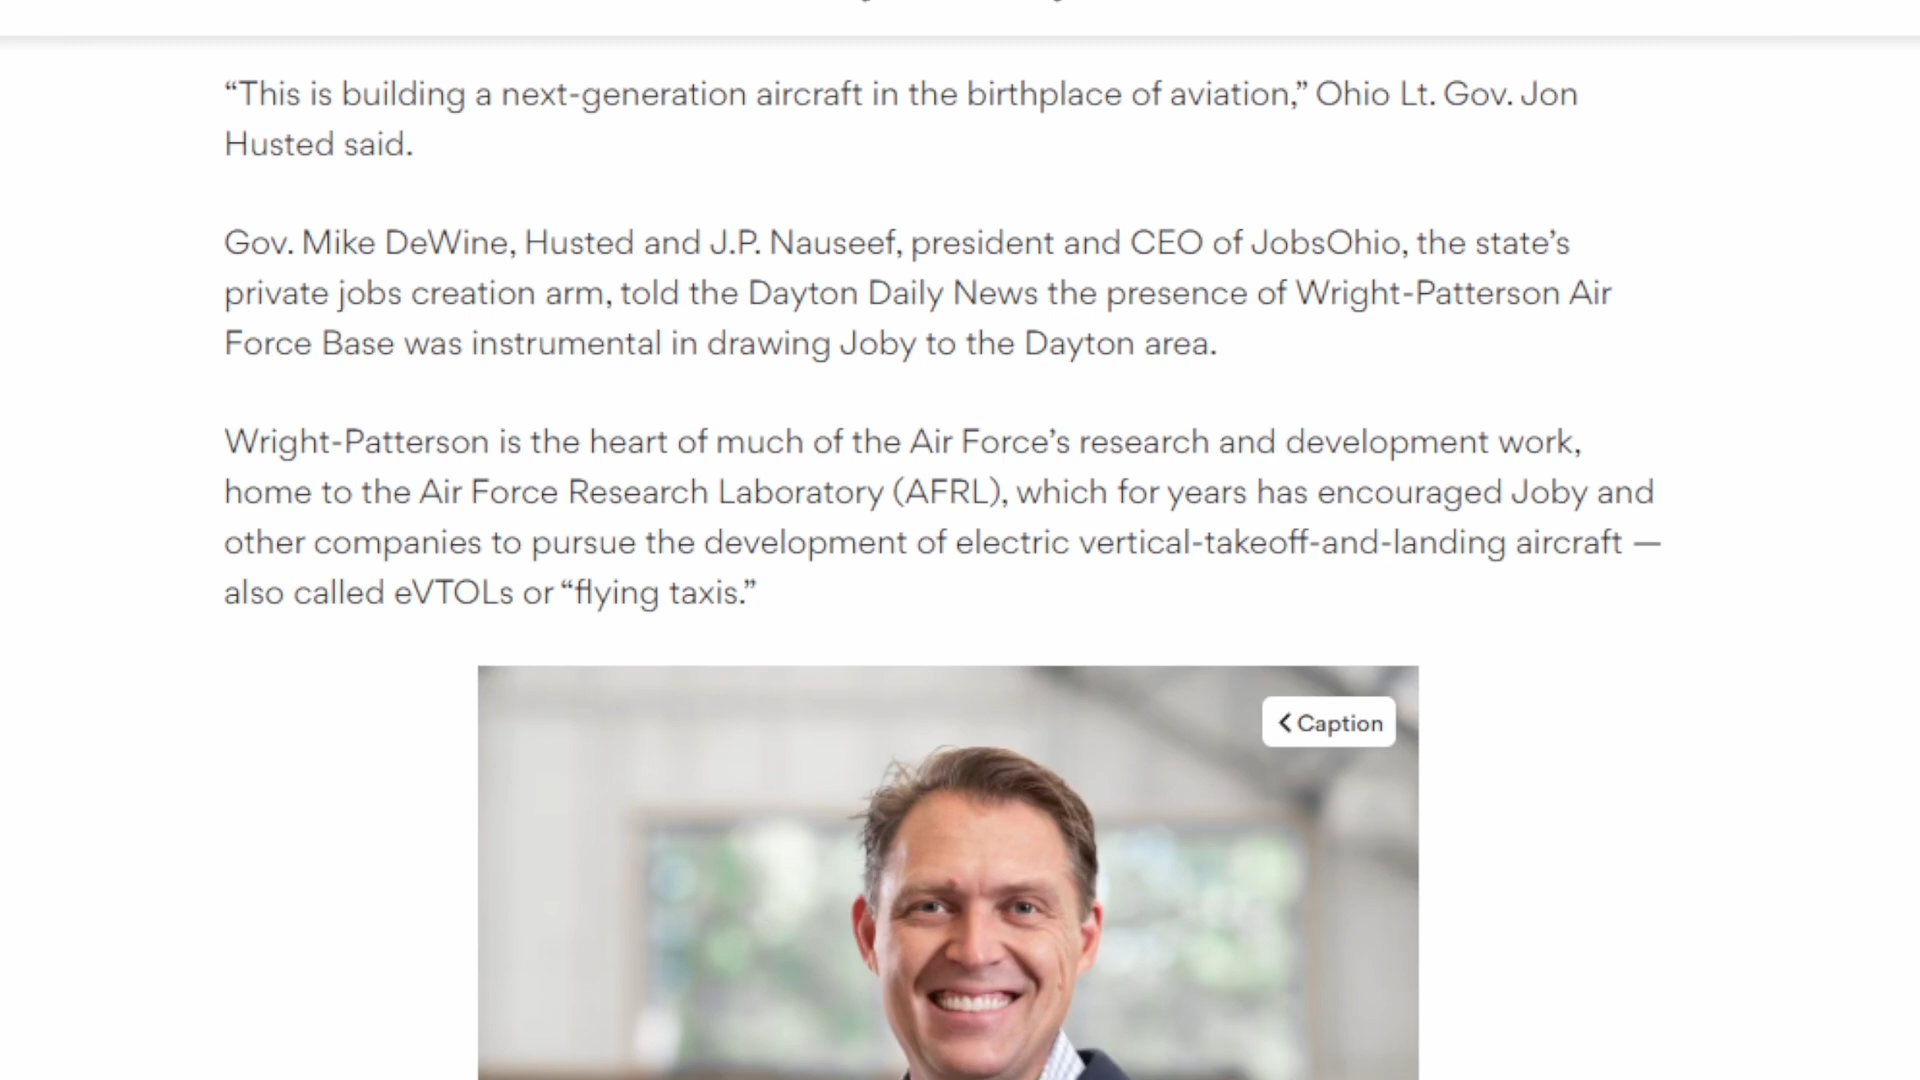 “This is building a next-generation aircraft in the birthplace of aviation,” Ohio Lt. Gov. Jon
Husted said.
Gov. Mike DeWine, Husted and J.P. Nauseef, president and CEO of JobsOhio, the state’s
private jobs creation arm, told the Dayton Daily News the presence of Wright-Patterson Air
Force Base was instrumental in drawing Joby to the Dayton area.
Wright-Patterson is the heart of much of the Air Force’s research and development work,
home to the Air Force Research Laboratory (AFRL), which for years has encouraged Joby and
other companies to pursue the development of electric vertical-takeoff-and-landing aircraft —
also called eVTOLs or “flying taxis.”
Caption